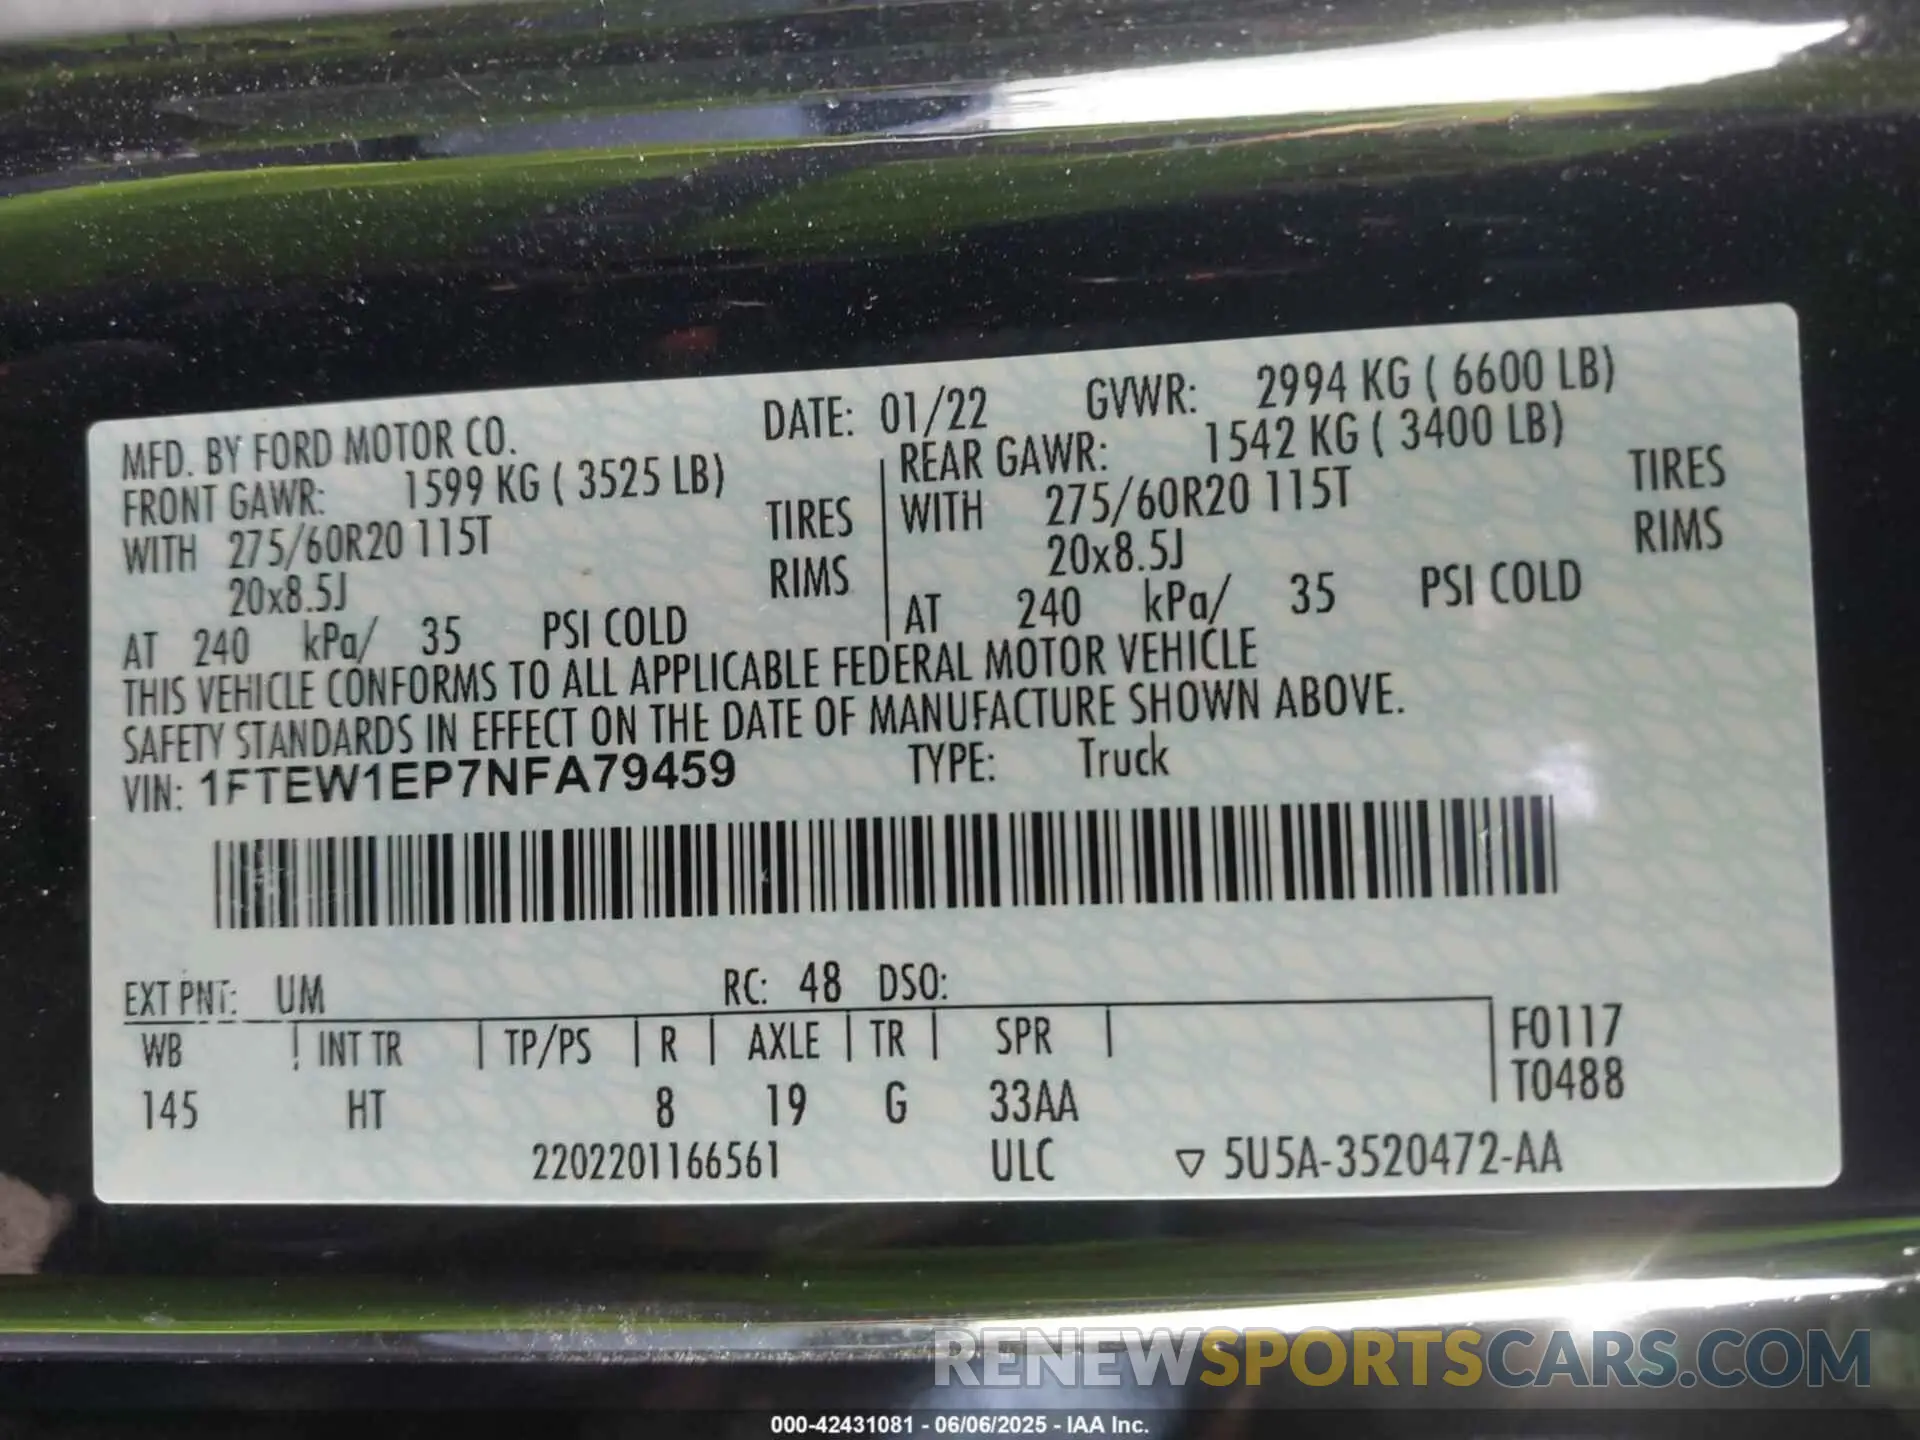 MFD. BY FORD MOTOR CO. DATE: 01/22 GVWR: 2994 KG ( 6600 LB)
FRONT GAWR: 1599 KG ( 3525 LB) REAR GAWR: 1542 KG ( 3400 LB)
WITH 275/60R20 115T TIRES WITH 275/60R20 115T TIRES
20x8.5J RIMS 20x8.5J RIMS
AT 240 kPa/ 35 PSI COLD AT 240 kPa/ 35 PSI COLD
THIS VEHICLE CONFORMS TO ALL APPLICABLE FEDERAL MOTOR VEHICLE
SAFETY STANDARDS IN EFFECT ON THE DATE OF MANUFACTURE SHOWN ABOVE.
VIN: 1FTEW1EP7NFA79459 TYPE: Truck
EXT PNT: UM RC: 48 DSO:
WB INT TR TP/PS R AXLE TR SPR F0117
T0488
145 HT 8 19 G 33AA
2202201166561 ULC ▽ 5U5A-3520472-AA
RENEWSPORTSCARS.COM
000-42431081 - 06/06/2025 - IAA Inc.